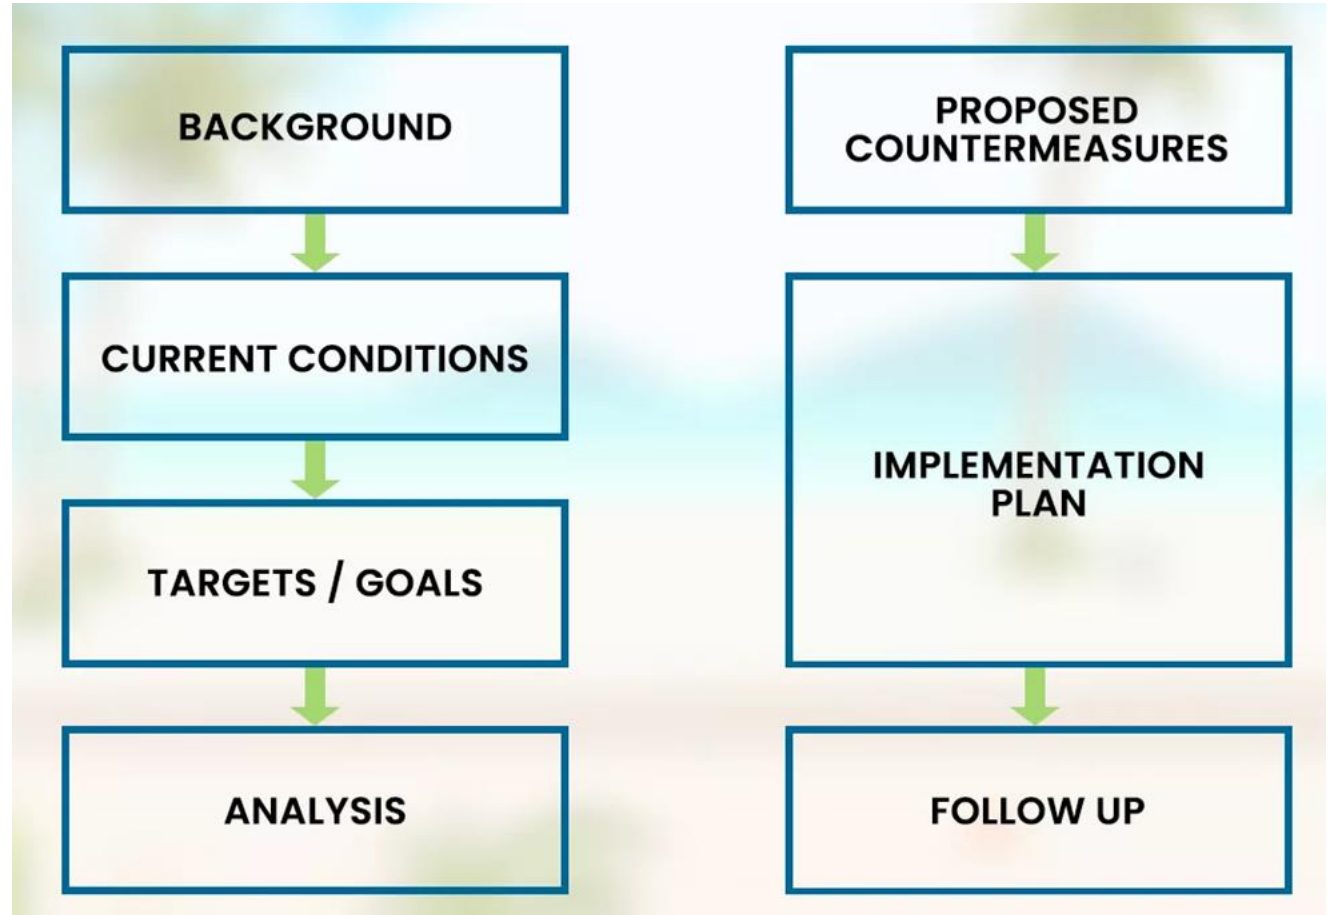 BACKGROUND
CURRENT CONDITIONS
TARGETS / GOALS
ANALYSIS
PROPOSED
COUNTERMEASURES
IMPLEMENTATION
PLAN
FOLLOW UP